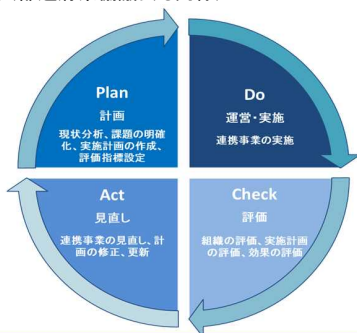 Plan
計画
現状分析、課題の明確
化、実施計画の作成、
評価指標設定
Do
運営・実施
連携事業の実施
Act
見直し
連携事業の見直し、計
画の修正、更新
Check
評価
組織の評価、実施計画
の評価、効果の評価